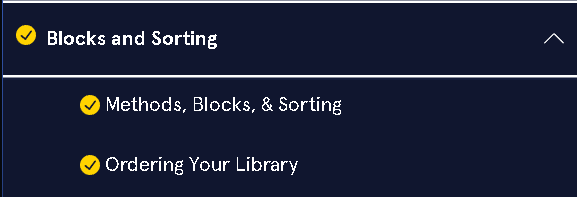 Blocks and Sorting
Methods, Blocks, & Sorting
Ordering Your Library